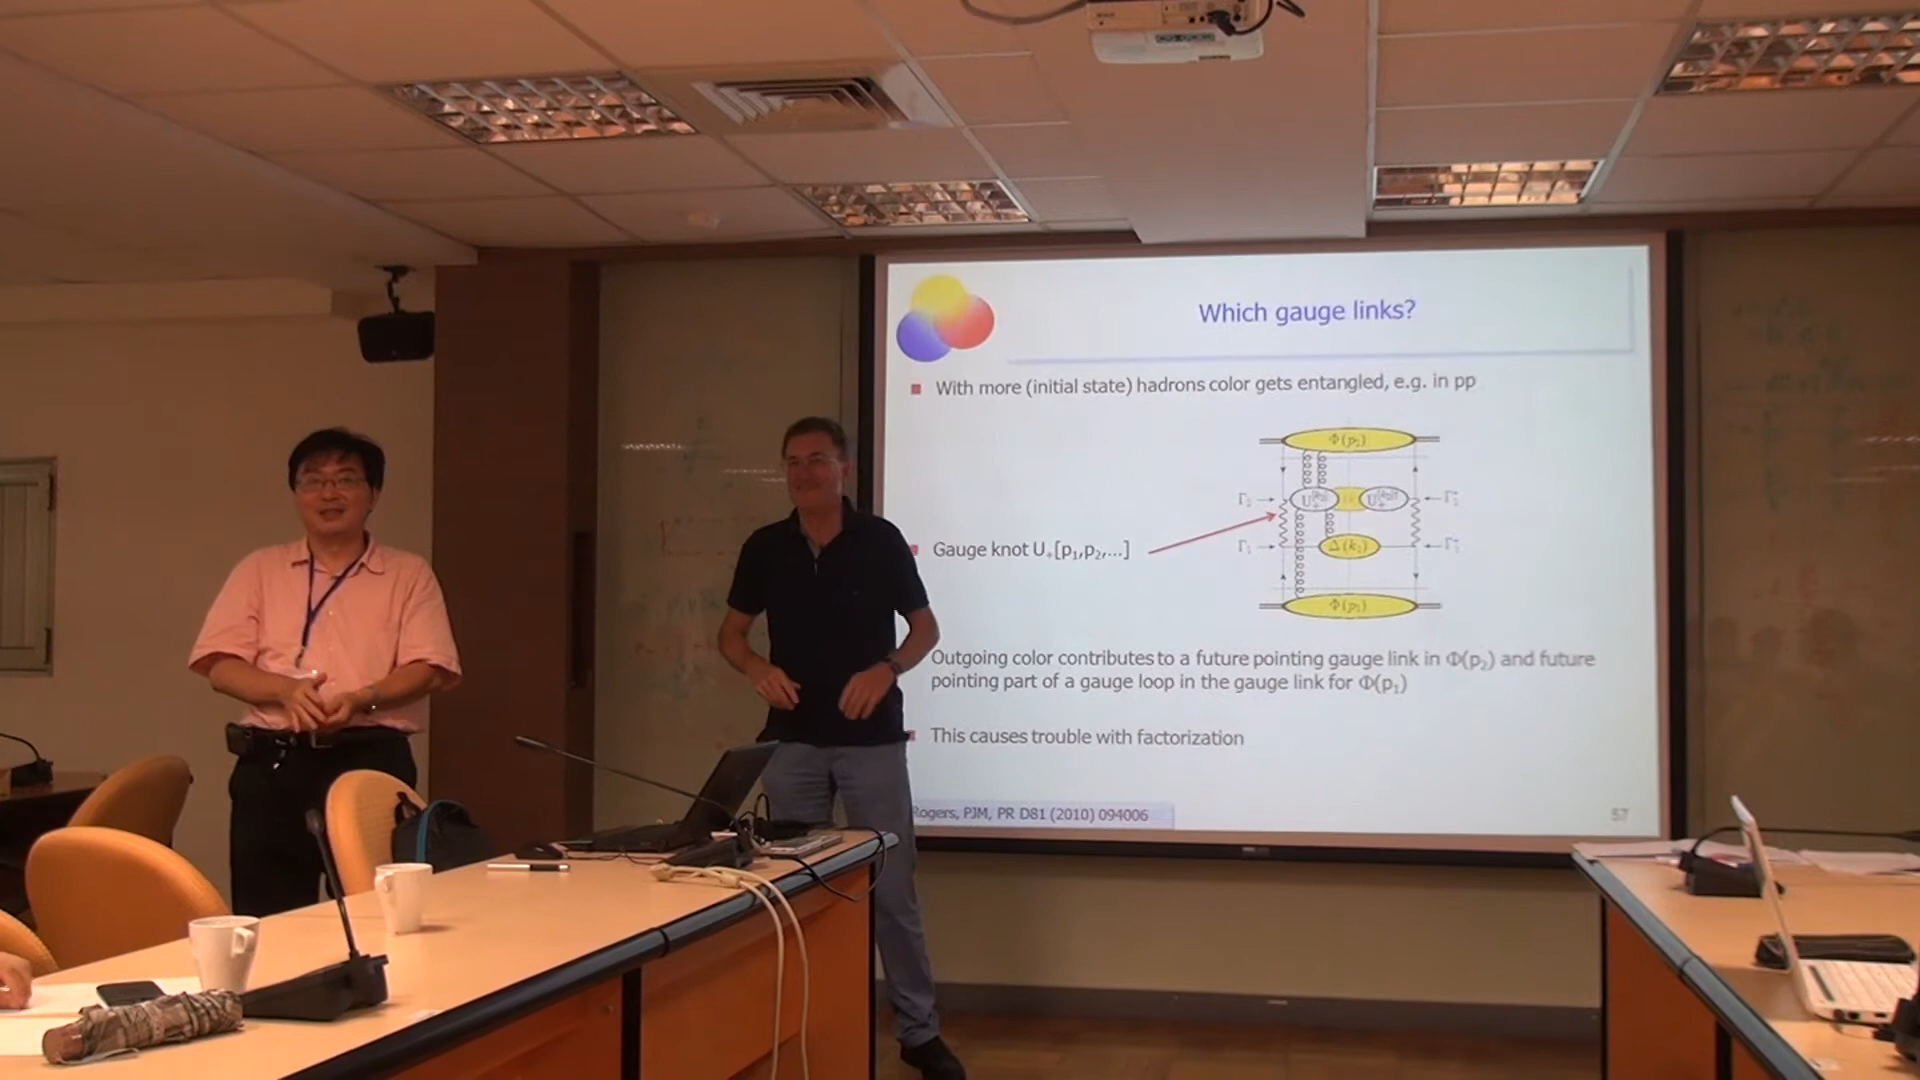 Which gauge links?
With more (initial state) hadrons color gets entangled, e.g. in pp
Φ(p₂)
Γ₂
Gauge knot U₊[p₁,p₂,...]
Γ₁
Δ(k₁)
Φ(p₁)
Outgoing color contributes to a future pointing gauge link in Φ(p₂) and future
pointing part of a gauge loop in the gauge link for Φ(p₁)
This causes trouble with factorization
Rogers, PJM, PR D81 (2010) 094006
57